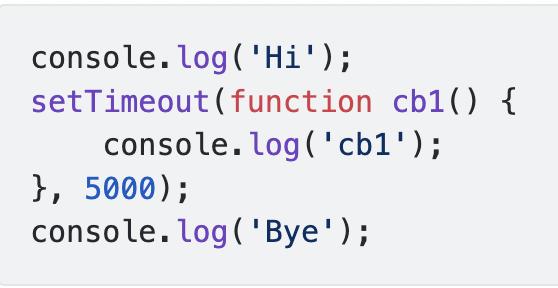 console.log('Hi');
setTimeout(function cb1() {
    console.log('cb1');
}, 5000);
console.log('Bye');